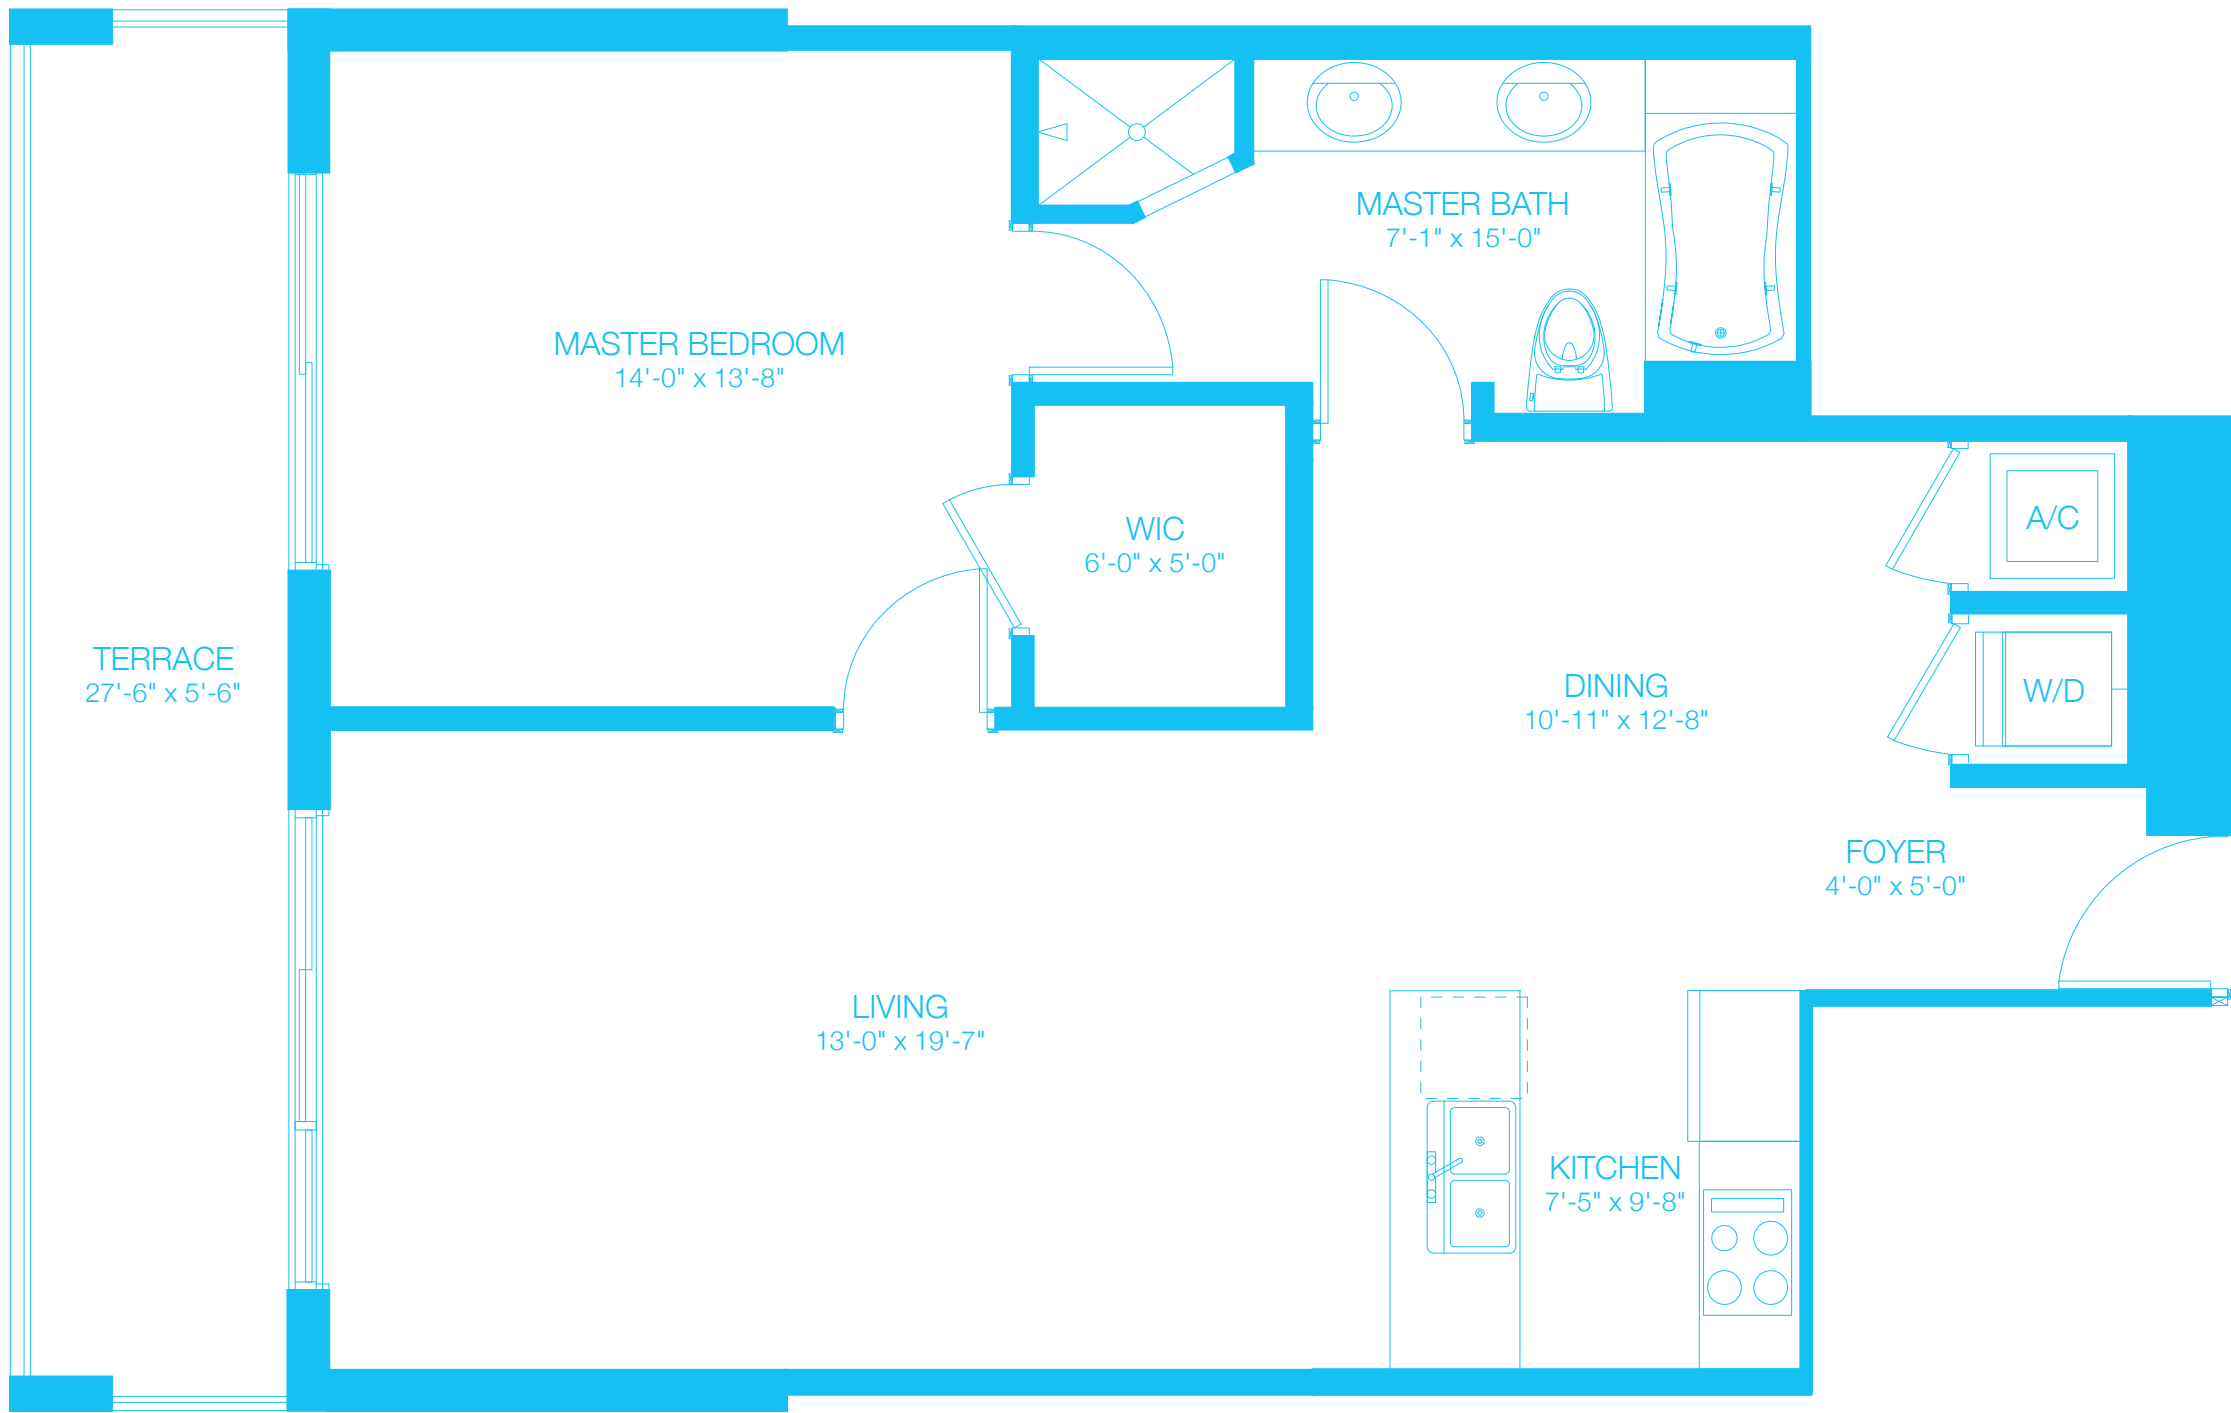 MASTER BATH
7'-1" x 15'-0"
MASTER BEDROOM
14'-0" x 13'-8"
WIC
6'-0" x 5'-0"
A/C
TERRACE
27'-6" x 5'-6"
DINING
10'-11" x 12'-8"
W/D
FOYER
4'-0" x 5'-0"
LIVING
13'-0" x 19'-7"
KITCHEN
7'-5" x 9'-8"